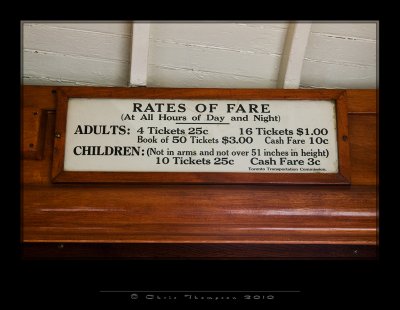 RATES OF FARE
(At All Hours of Day and Night)
ADULTS: 4 Tickets 25c 16 Tickets $1.00
Book of 50 Tickets $3.00 Cash Fare 10c
CHILDREN: (Not in arms and not over 51 inches in height)
10 Tickets 25c Cash Fare 3c
Toronto Transportation Commission.
© Chris Thompson 2010